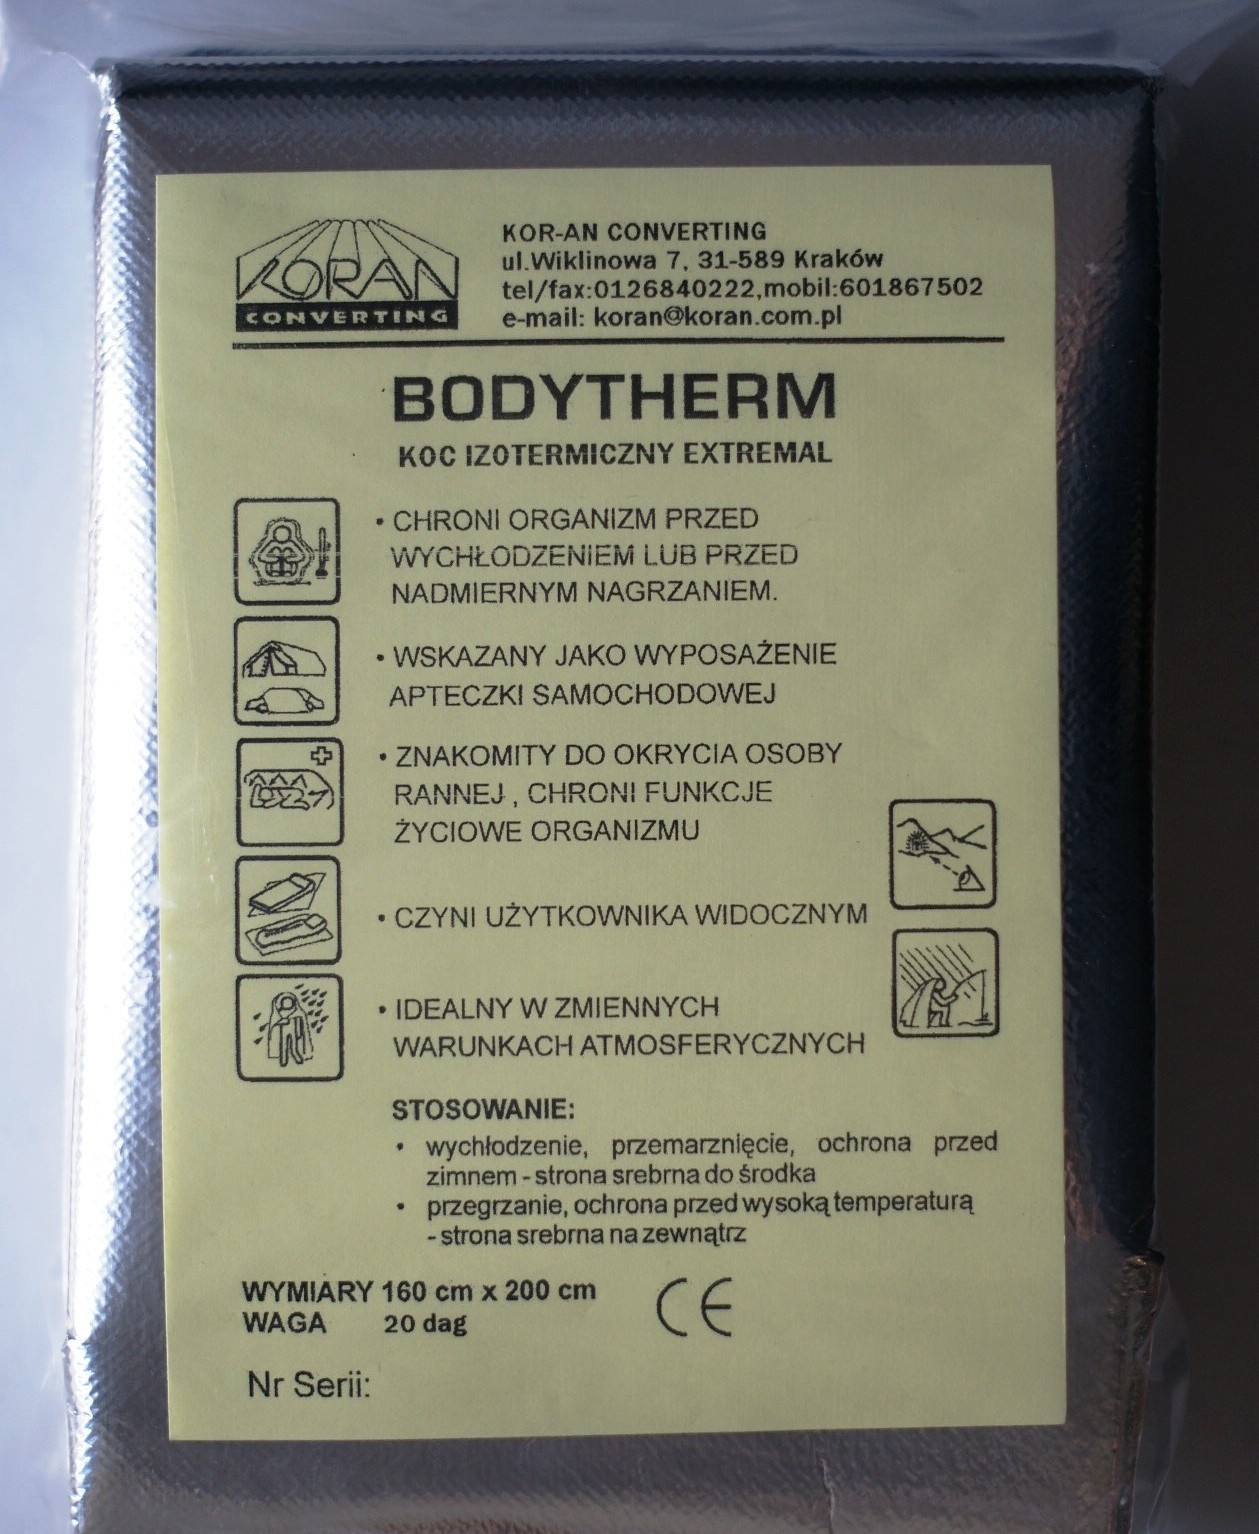 KORAN
CONVERTING
KOR-AN CONVERTING
ul.Wiklinowa 7, 31-589 Kraków
tel/fax:0126840222,mobil:601867502
e-mail: koran@koran.com.pl
BODYTHERM
KOC IZOTERMICZNY EXTREMAL
• CHRONI ORGANIZM PRZED
WYCHŁODZENIEM LUB PRZED
NADMIERNYM NAGRZANIEM.
• WSKAZANY JAKO WYPOSAŻENIE
APTECZKI SAMOCHODOWEJ
• ZNAKOMITY DO OKRYCIA OSOBY
RANNEJ , CHRONI FUNKCJE
ŻYCIOWE ORGANIZMU
• CZYNI UŻYTKOWNIKA WIDOCZNYM
• IDEALNY W ZMIENNYCH
WARUNKACH ATMOSFERYCZNYCH
STOSOWANIE:
• wychłodzenie, przemarznięcie, ochrona przed
zimnem - strona srebrna do środka
• przegrzanie, ochrona przed wysoką temperaturą
- strona srebrna na zewnątrz
WYMIARY 160 cm x 200 cm
WAGA 20 dag
CE
Nr Serii: